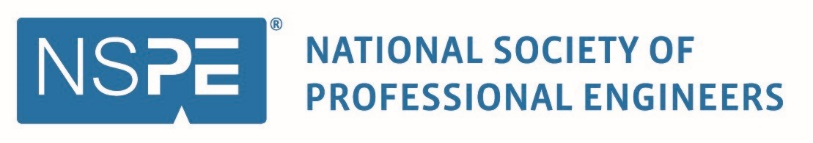 NSPE®
NATIONAL SOCIETY OF
PROFESSIONAL ENGINEERS